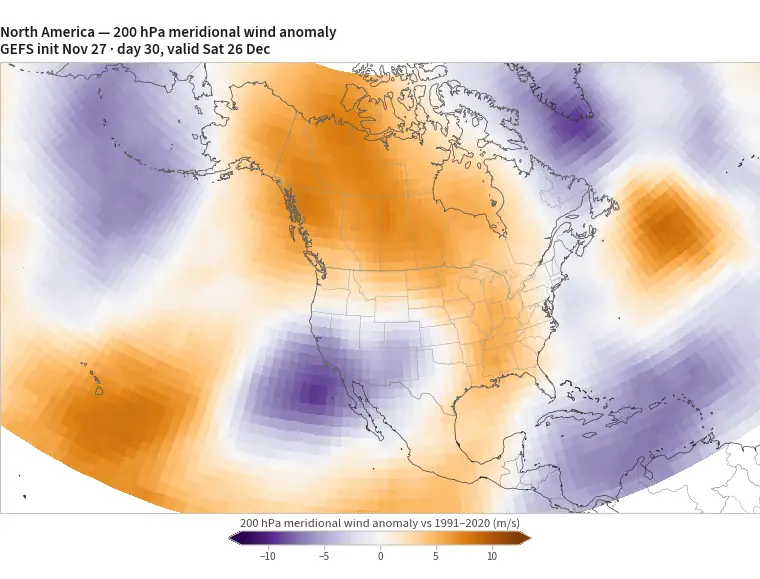 North America — 200 hPa meridional wind anomaly
GEFS init Nov 27 · day 30, valid Sat 26 Dec
200 hPa meridional wind anomaly vs 1991–2020 (m/s)
−10 −5 0 5 10